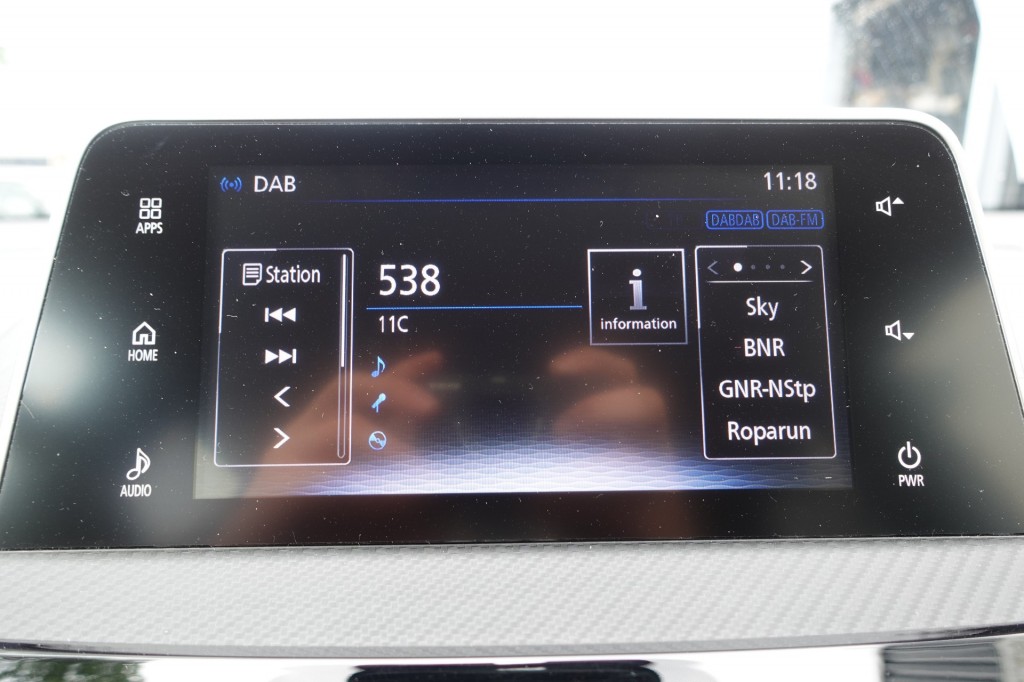 DAB
11:18
DABDAB DAB-FM
APPS
HOME
AUDIO
Station
538
11C
information
Sky
BNR
GNR-NStp
Roparun
PWR